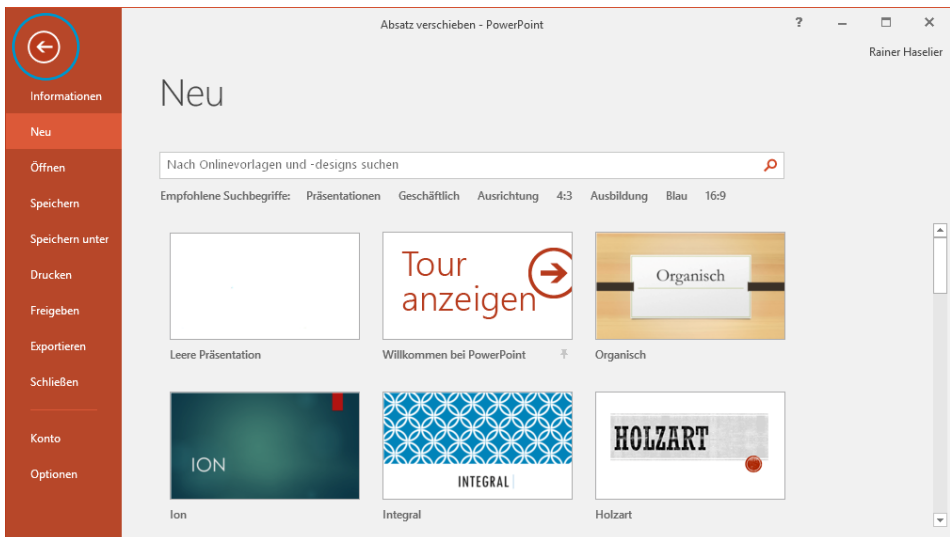 Absatz verschieben - PowerPoint
?
Rainer Haselier
Informationen
Neu
Öffnen
Speichern
Speichern unter
Drucken
Freigeben
Exportieren
Schließen
Konto
Optionen
Neu
Nach Onlinevorlagen und -designs suchen
Empfohlene Suchbegriffe: Präsentationen Geschäftlich Ausrichtung 4:3 Ausbildung Blau 16:9
Leere Präsentation
Tour
anzeigen
Willkommen bei PowerPoint
Organisch
Organisch
ION
Ion
INTEGRAL
Integral
HOLZART
Holzart